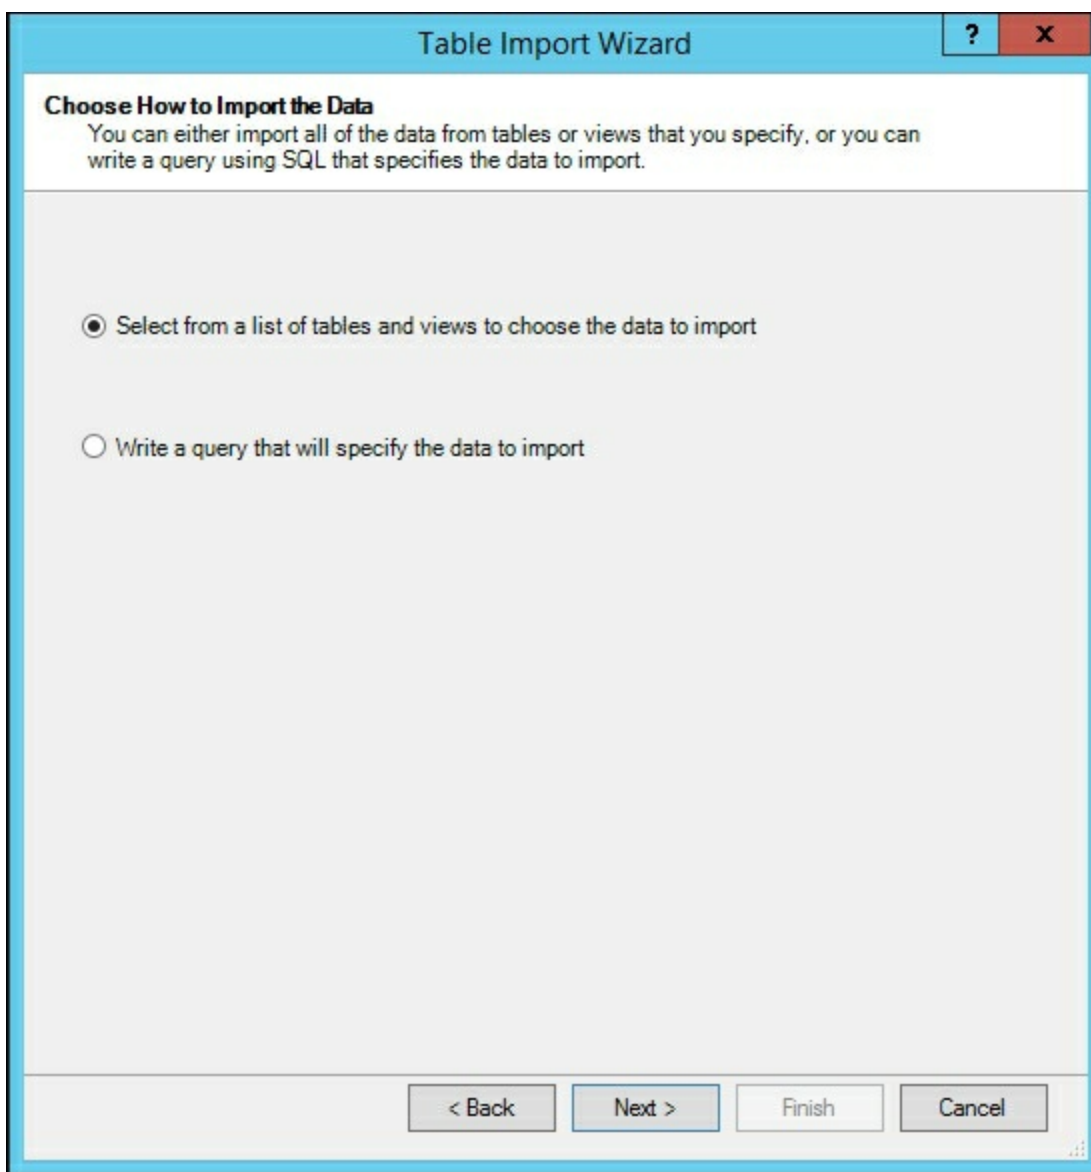 Table Import Wizard
? x
Choose How to Import the Data
You can either import all of the data from tables or views that you specify, or you can
write a query using SQL that specifies the data to import.
Select from a list of tables and views to choose the data to import
Write a query that will specify the data to import
< Back Next > Finish Cancel